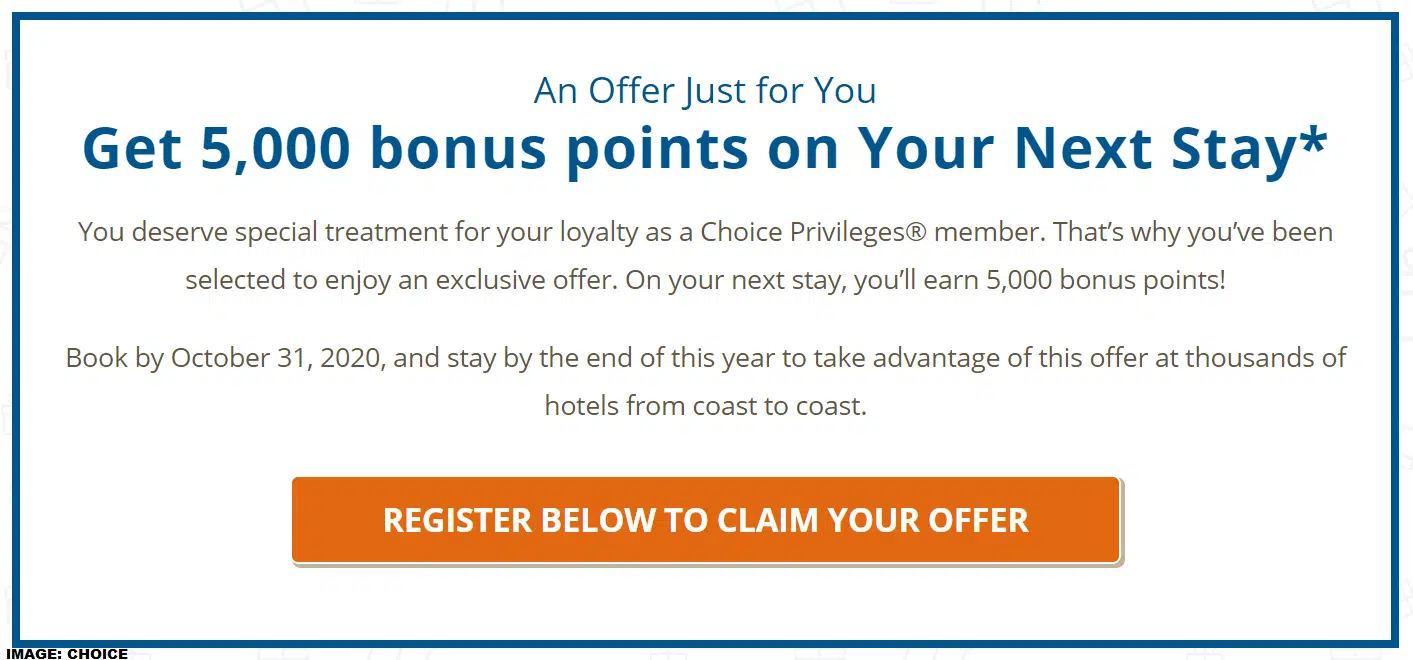 An Offer Just for You
Get 5,000 bonus points on Your Next Stay*
You deserve special treatment for your loyalty as a Choice Privileges® member. That’s why you’ve been
selected to enjoy an exclusive offer. On your next stay, you’ll earn 5,000 bonus points!
Book by October 31, 2020, and stay by the end of this year to take advantage of this offer at thousands of
hotels from coast to coast.
REGISTER BELOW TO CLAIM YOUR OFFER
IMAGE: CHOICE